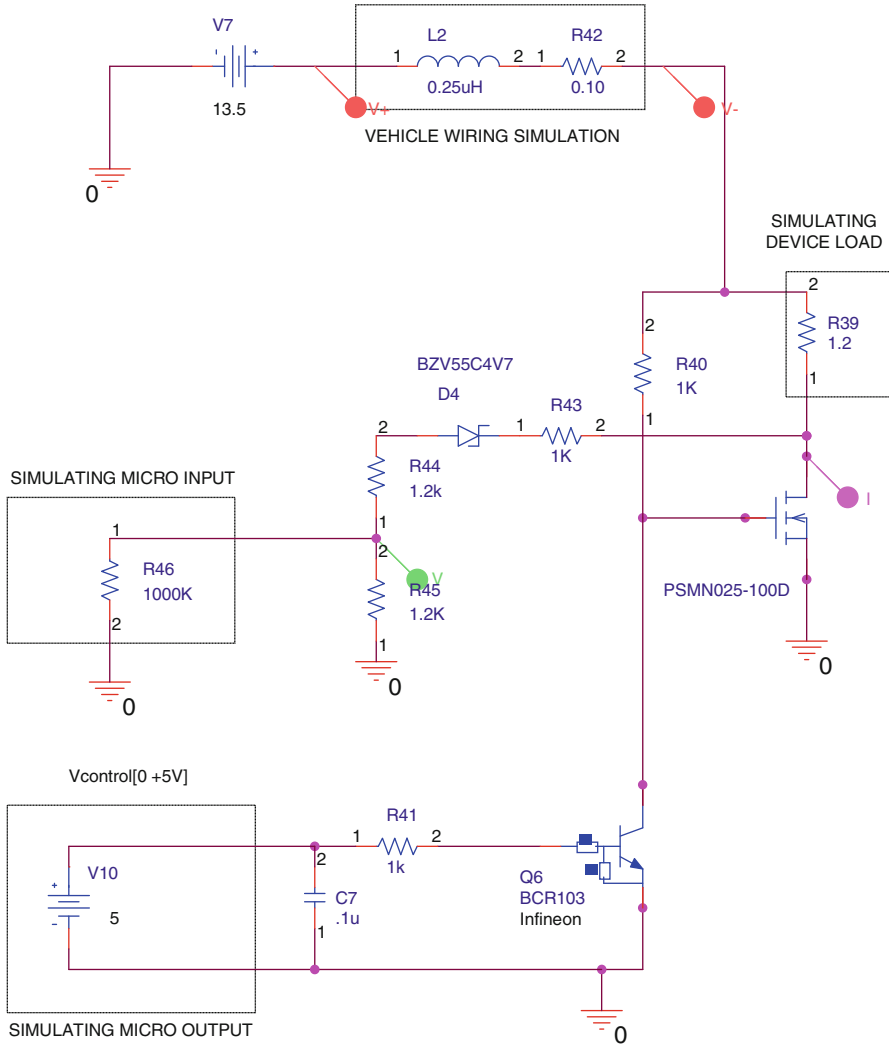 V7
- +
13.5
0
L2
1 2
0.25uH
R42
1 2
0.10
V+
V-
VEHICLE WIRING SIMULATION
SIMULATING
DEVICE LOAD
2
R39
1.2
1
2
R40
1K
1
BZV55C4V7
D4
R43
1 2
1K
2
R44
1.2k
1
SIMULATING MICRO INPUT
1
R46
1000K
2
0
2
V
R45
1.2K
1
0
I
PSMN025-100D
0
Vcontrol[0 +5V]
+
V10
-
5
2
C7
.1u
1
R41
1 2
1k
Q6
BCR103
Infineon
0
SIMULATING MICRO OUTPUT